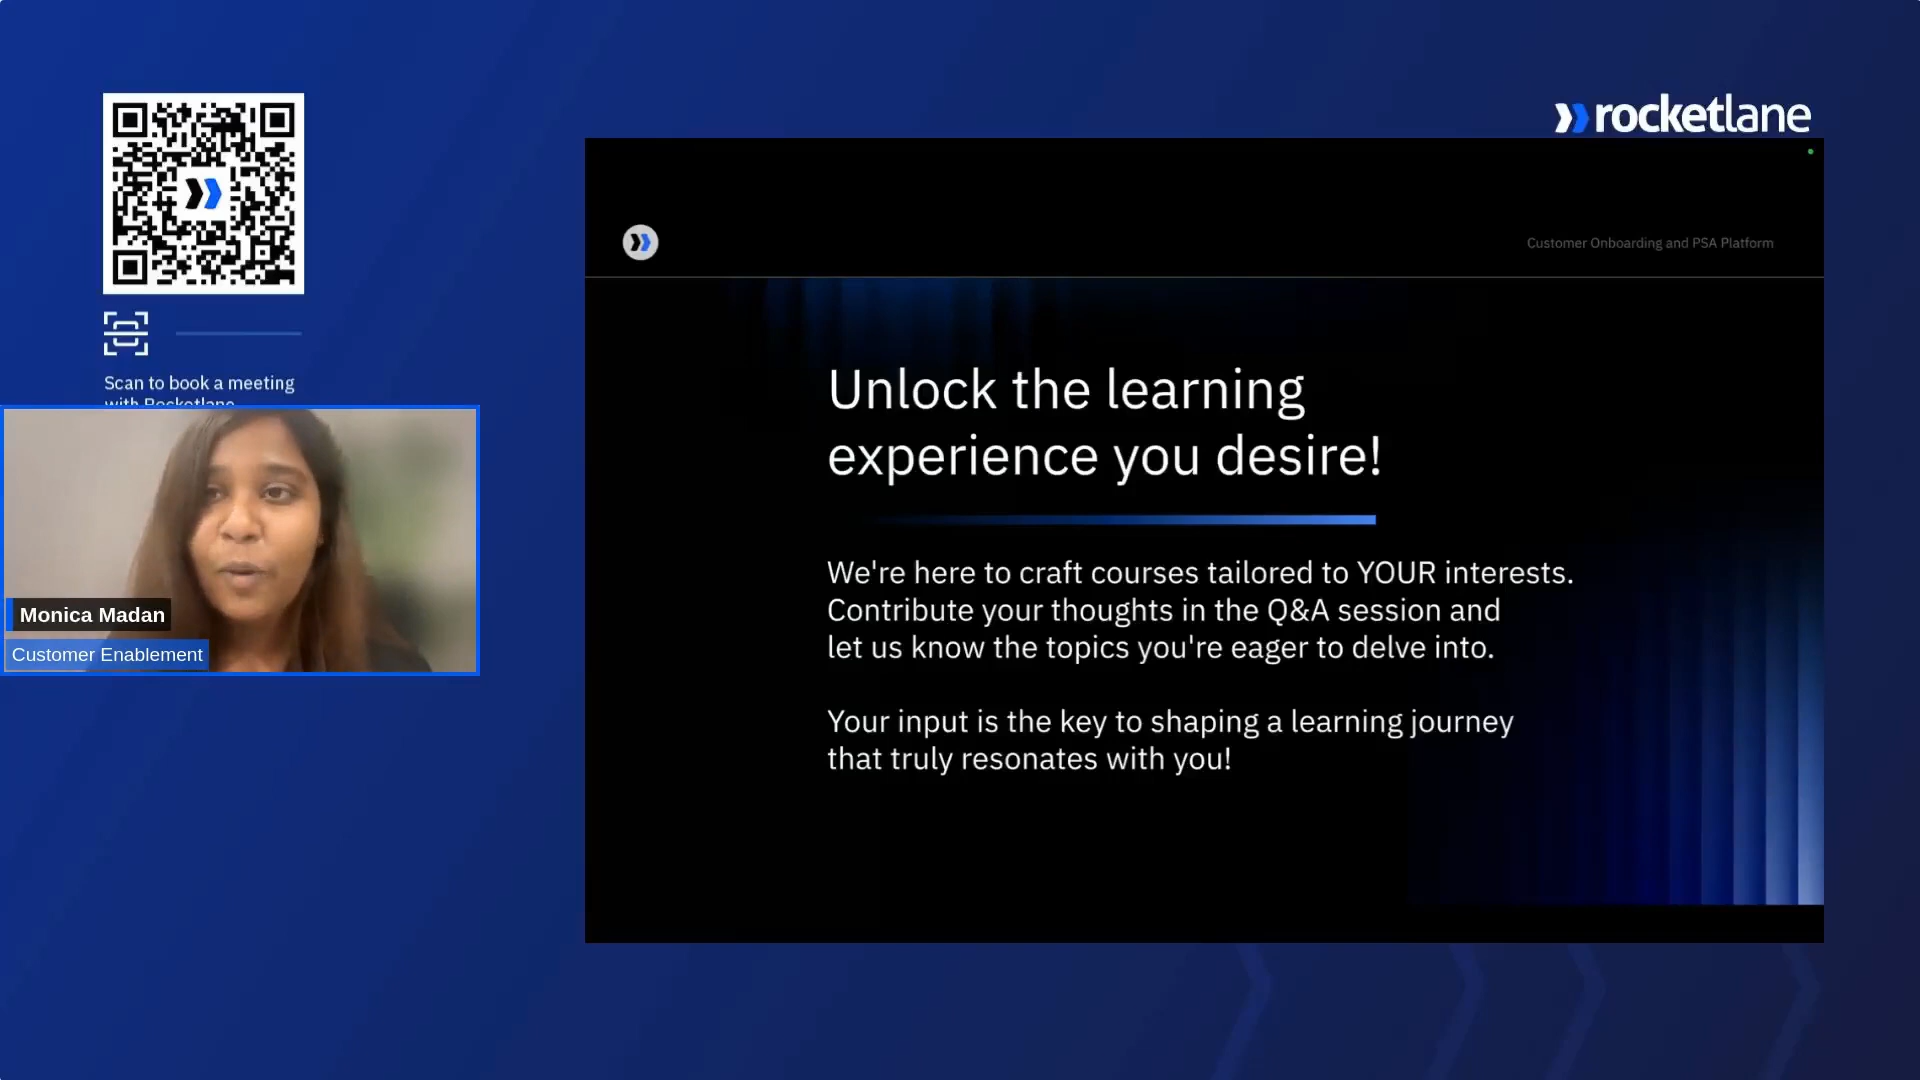 rocketlane
Scan to book a meeting
with Rocketlane
Monica Madan
Customer Enablement
Customer Onboarding and PSA Platform
Unlock the learning
experience you desire!
We're here to craft courses tailored to YOUR interests.
Contribute your thoughts in the Q&A session and
let us know the topics you're eager to delve into.
Your input is the key to shaping a learning journey
that truly resonates with you!